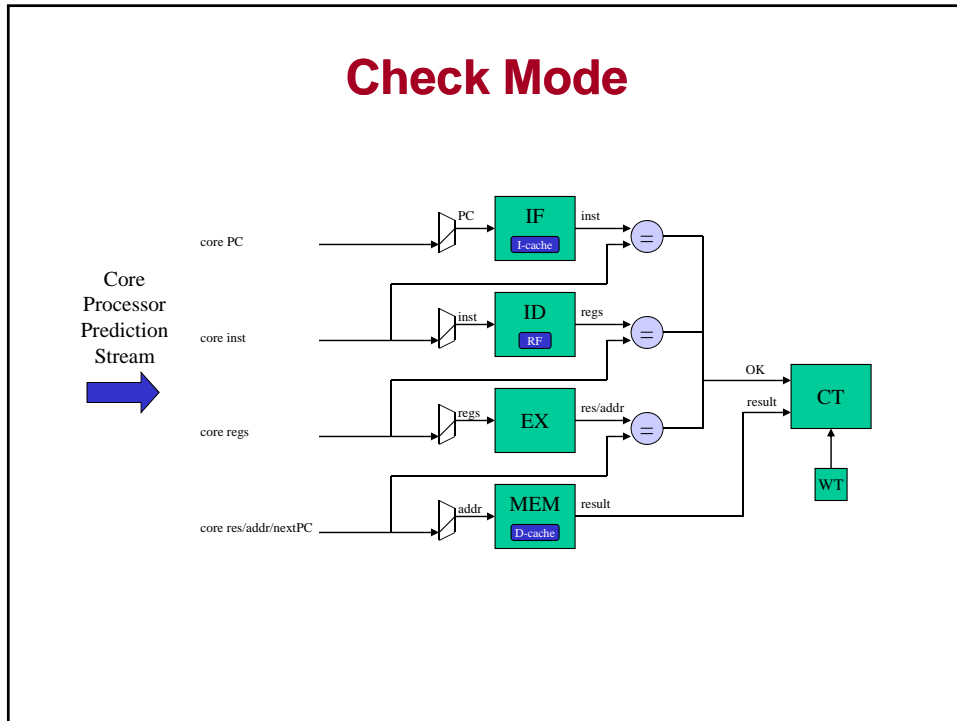 Check Mode
Core
Processor
Prediction
Stream
core PC
PC
IF
I-cache
inst
=
core inst
inst
ID
RF
regs
=
core regs
regs
EX
res/addr
=
core res/addr/nextPC
addr
MEM
D-cache
result
OK
result
CT
WT